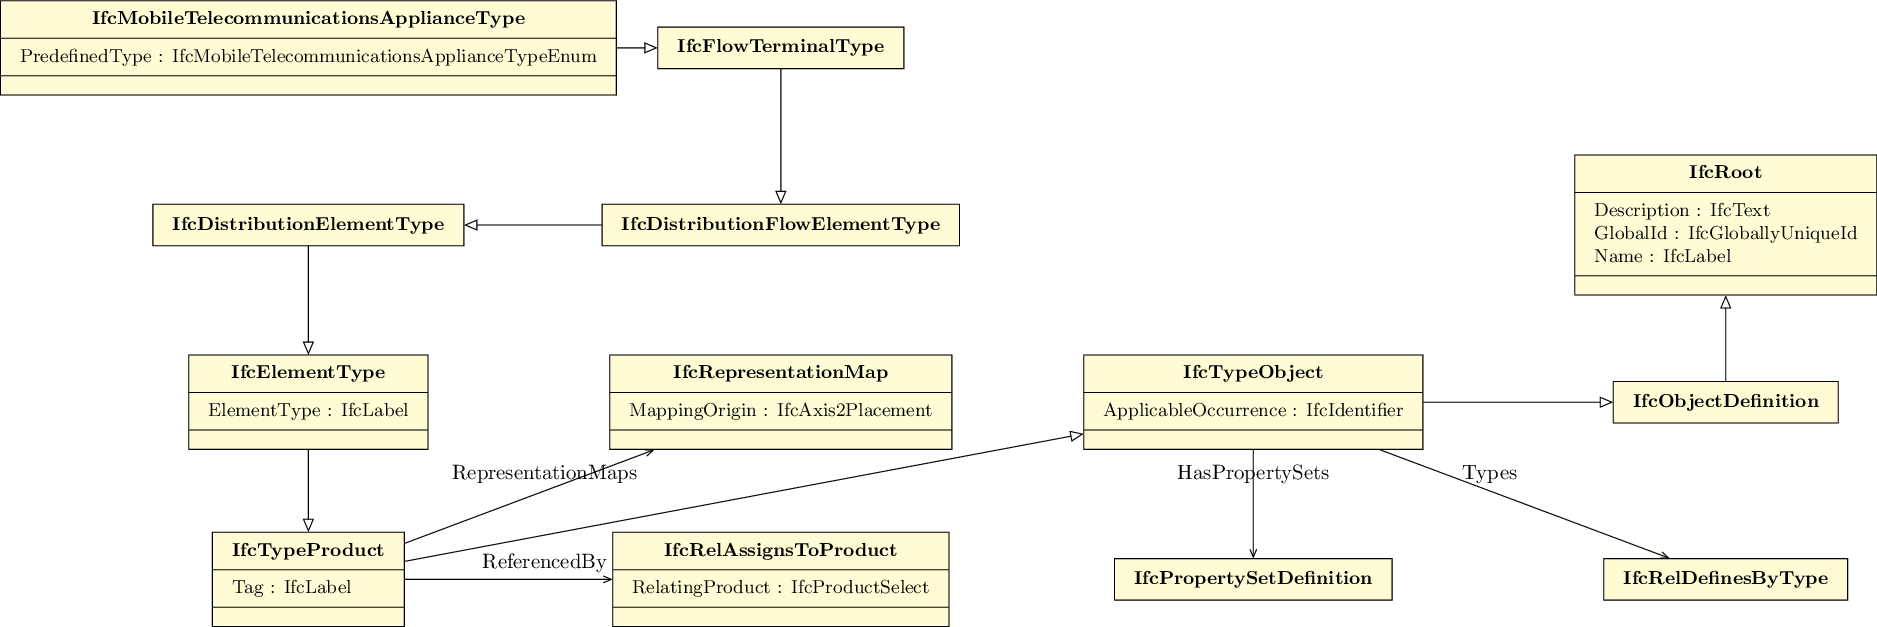 IfcMobileTelecommunicationsApplianceType
PredefinedType : IfcMobileTelecommunicationsApplianceTypeEnum
IfcFlowTerminalType
IfcRoot
Description : IfcText
GlobalId : IfcGloballyUniqueId
Name : IfcLabel
IfcDistributionElementType
IfcDistributionFlowElementType
IfcElementType
ElementType : IfcLabel
IfcRepresentationMap
MappingOrigin : IfcAxis2Placement
IfcTypeObject
ApplicableOccurrence : IfcIdentifier
IfcObjectDefinition
RepresentationMaps
HasPropertySets
Types
IfcTypeProduct
Tag : IfcLabel
ReferencedBy
IfcRelAssignsToProduct
RelatingProduct : IfcProductSelect
IfcPropertySetDefinition
IfcRelDefinesByType